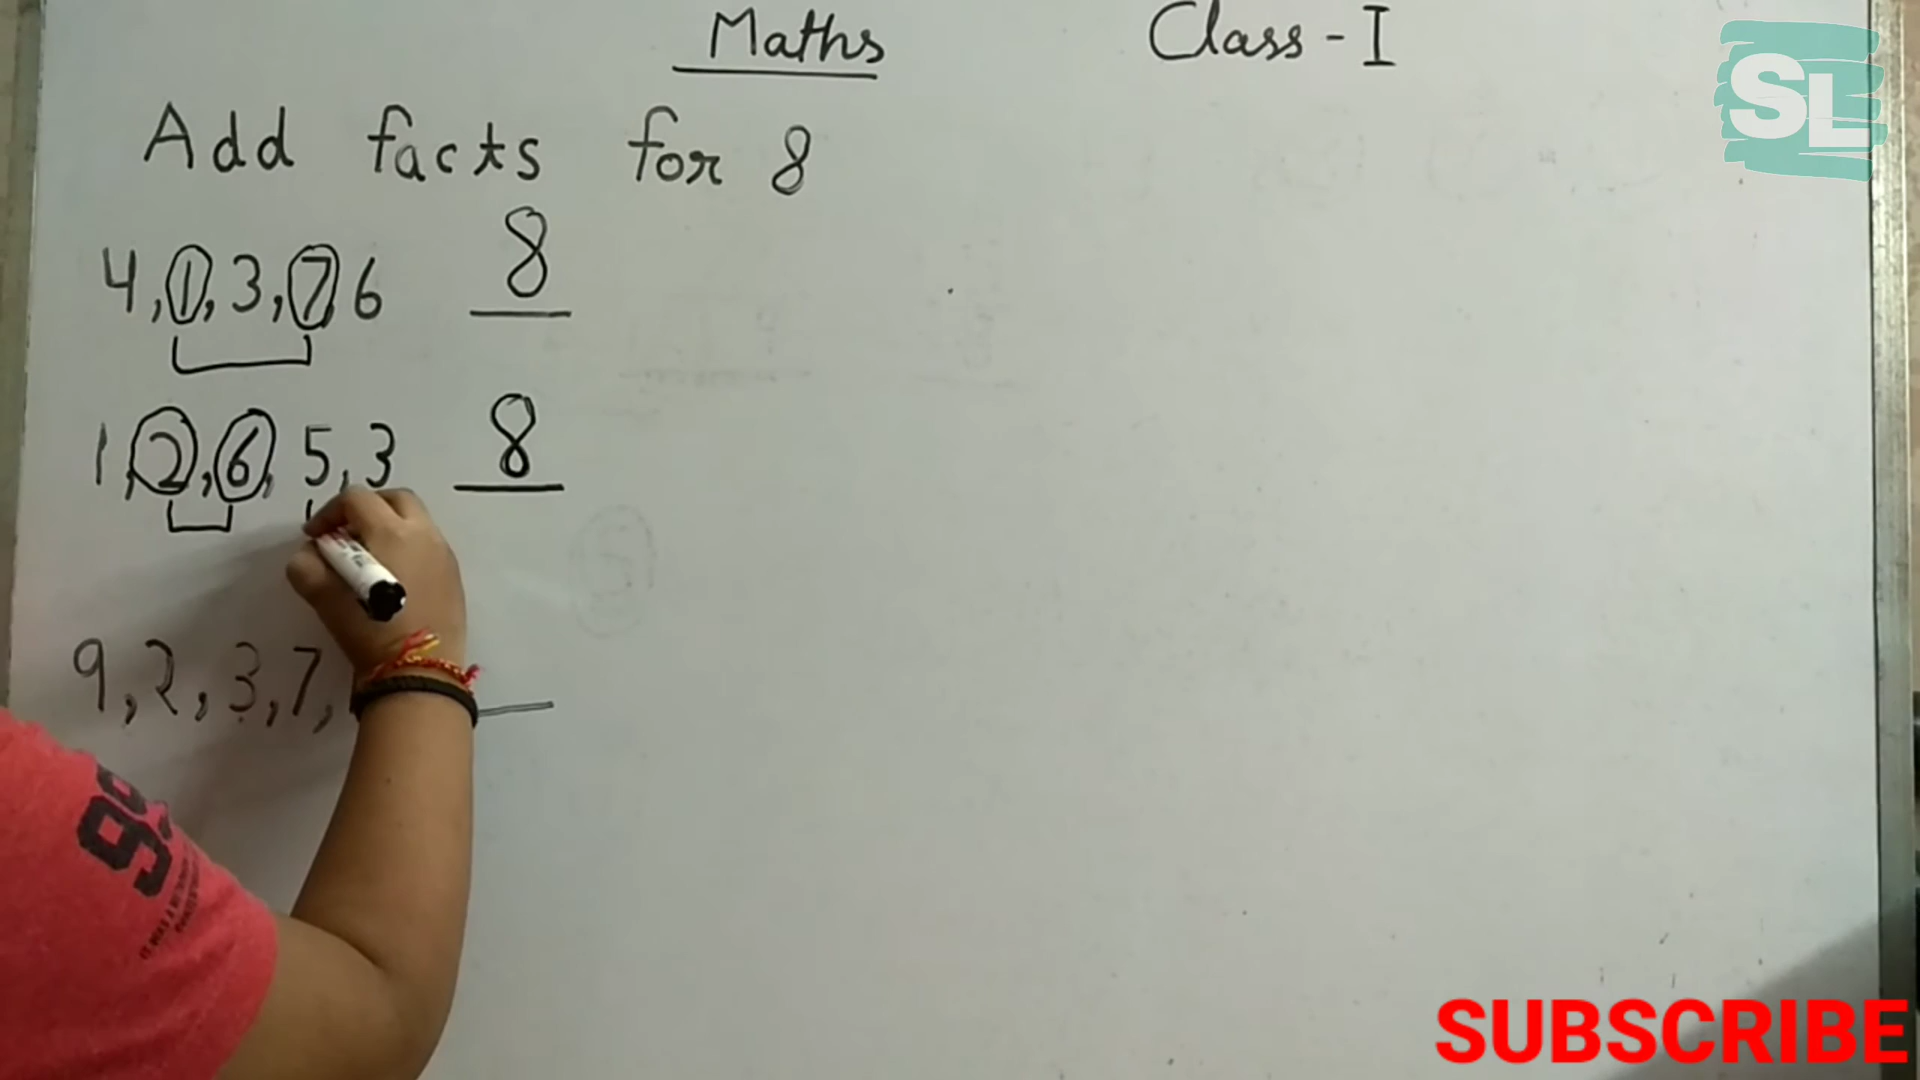 Maths Class - I
SL
Add facts for 8
4, 1, 3, 7, 6 8
1, 2, 6, 5, 3 8
9, 2, 3, 7,
99
SUBSCRIBE